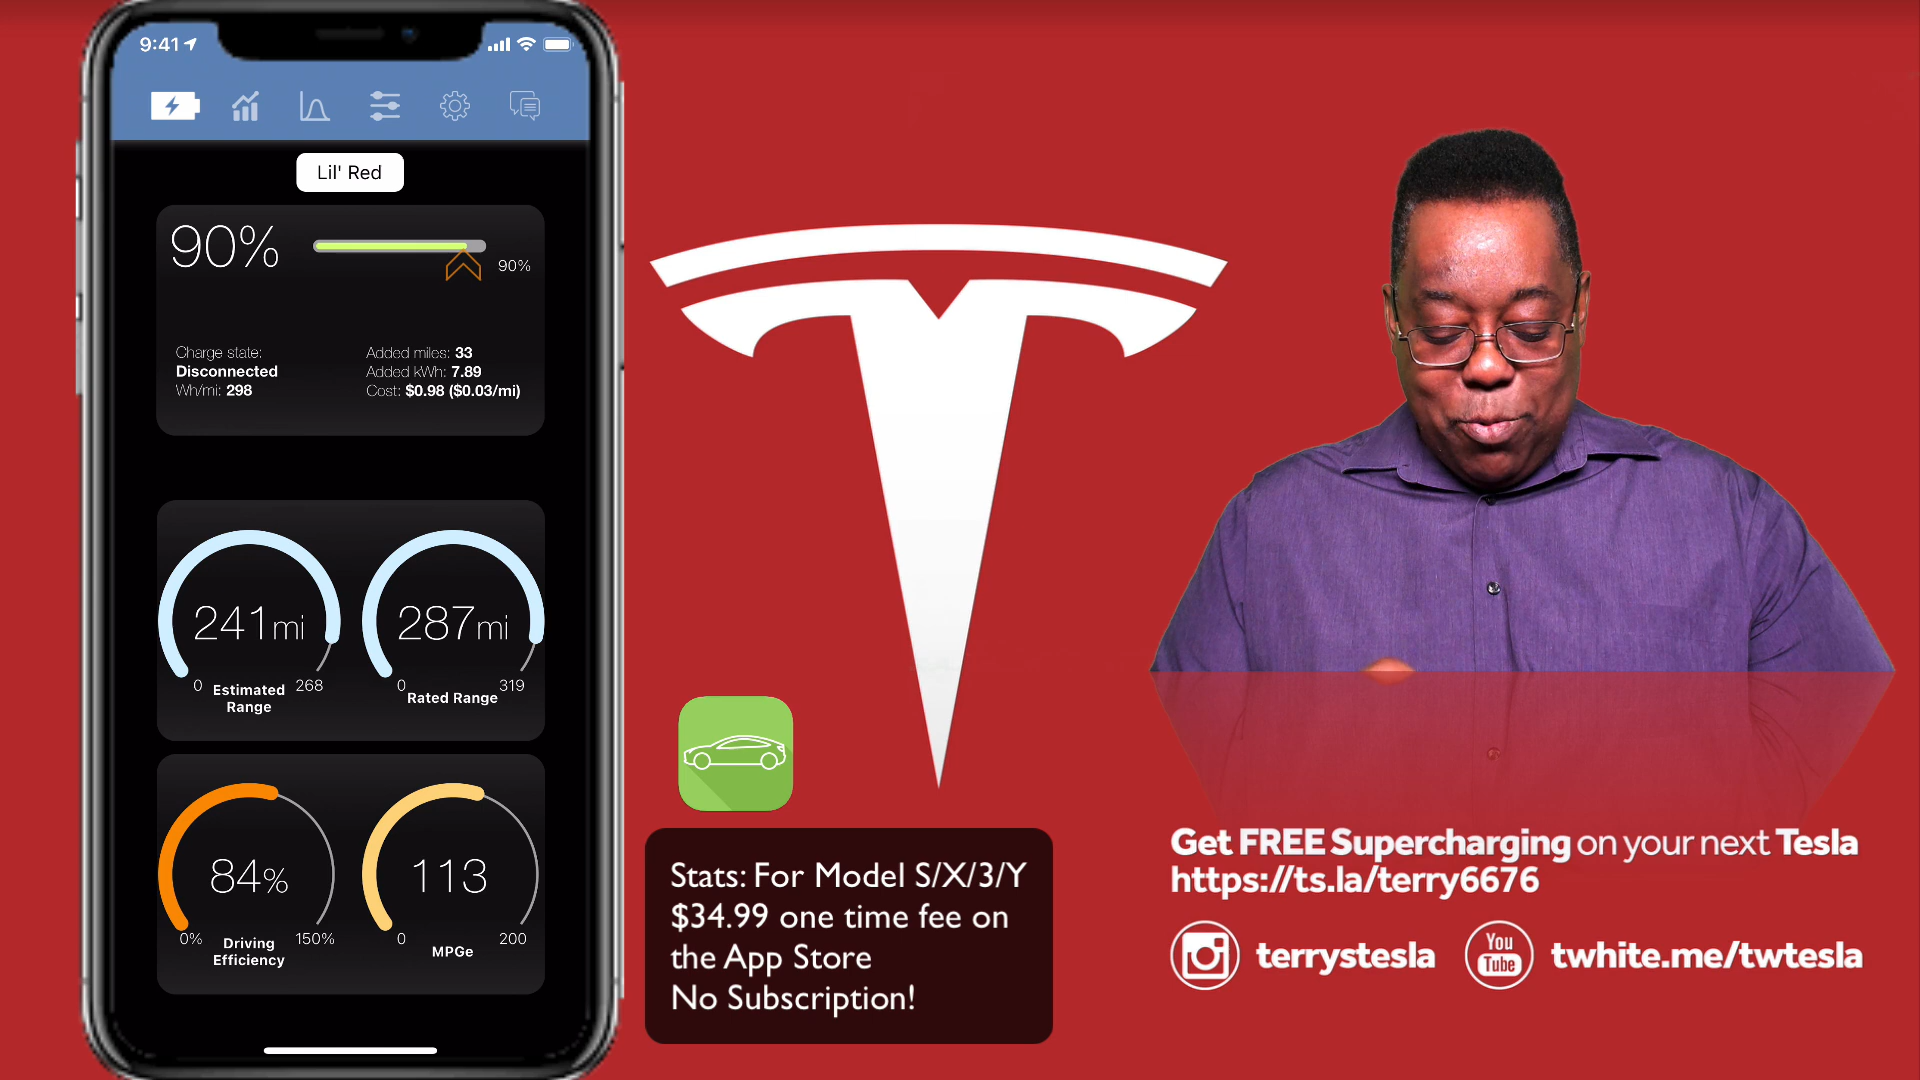 9:41
Lil' Red
90%
90%
Charge state:
Disconnected
Wh/mi: 298
Added miles: 33
Added kWh: 7.89
Cost: $0.98 ($0.03/mi)
241mi
0
268
Estimated
Range
287mi
0
319
Rated Range
84%
0%
150%
Driving
Efficiency
113
0
200
MPGe
Stats: For Model S/X/3/Y
$34.99 one time fee on
the App Store
No Subscription!
Get FREE Supercharging on your next Tesla
https://ts.la/terry6676
terrystesla
You
Tube
twhite.me/twtesla